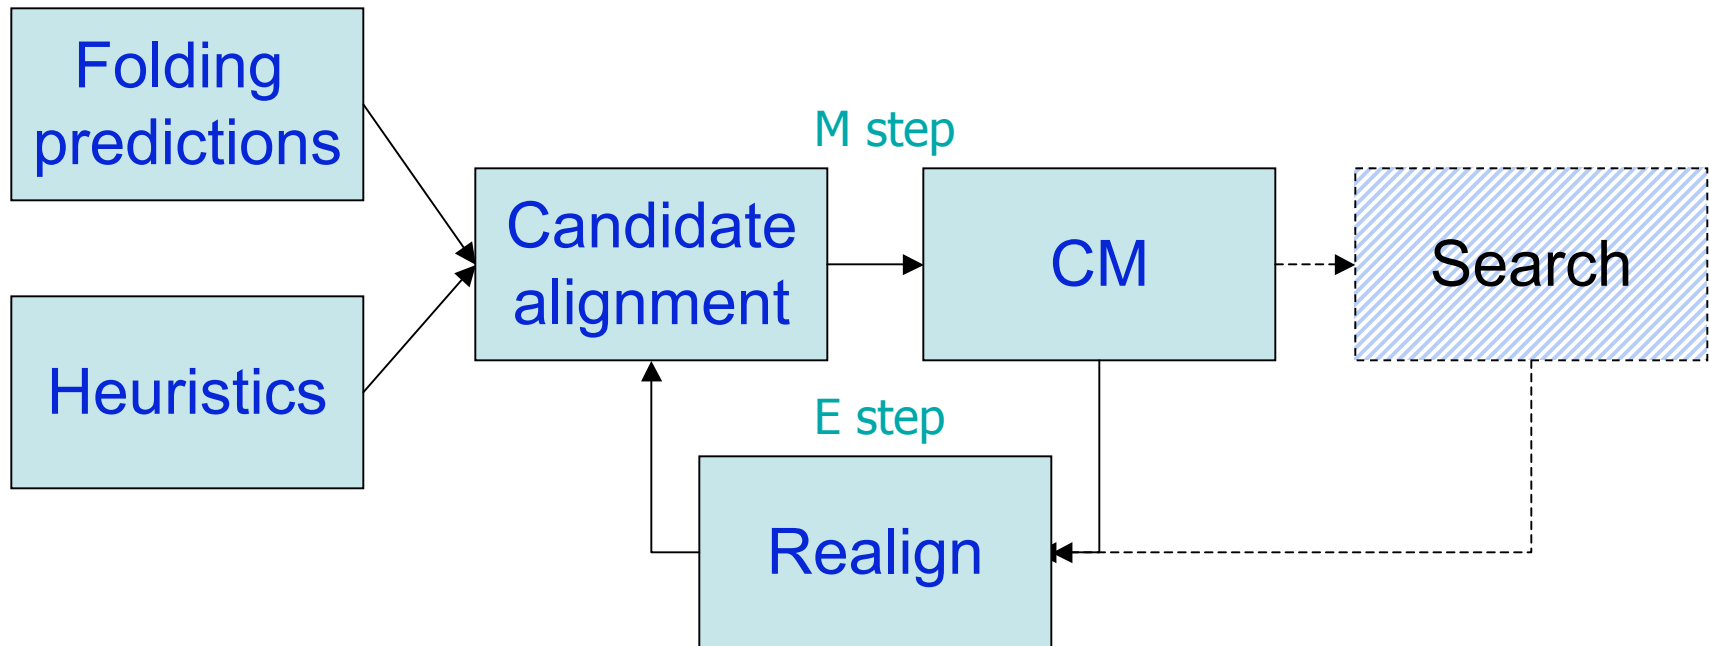 Folding
predictions
M step
Candidate
alignment
CM
Search
Heuristics
E step
Realign